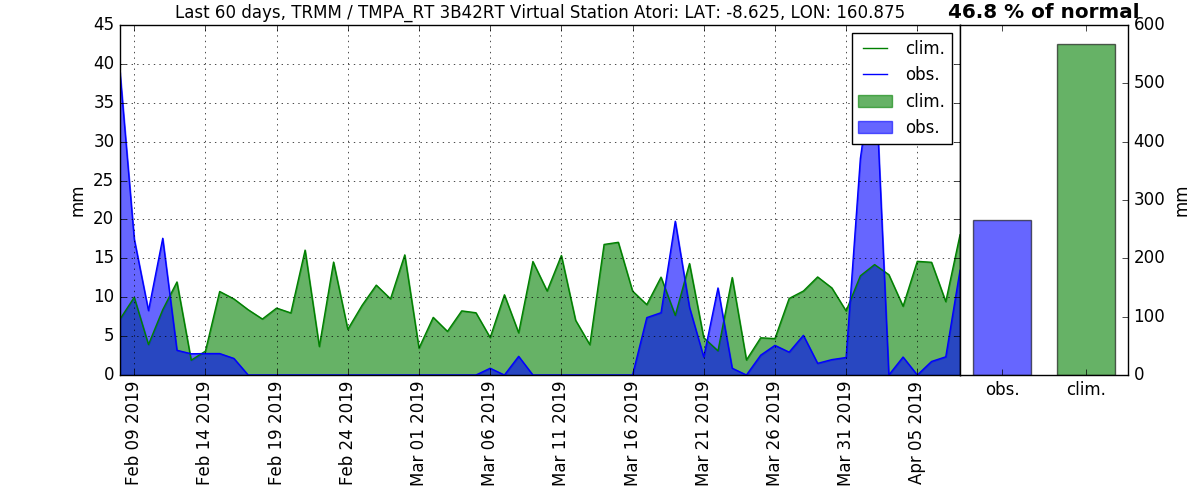 Last 60 days, TRMM / TMPA_RT 3B42RT Virtual Station Atori: LAT: -8.625, LON: 160.875
46.8 % of normal
45
40
35
30
25
20
15
10
5
0
mm
clim.
obs.
clim.
obs.
600
500
400
300
200
100
0
mm
obs.
clim.
Feb 09 2019
Feb 14 2019
Feb 19 2019
Feb 24 2019
Mar 01 2019
Mar 06 2019
Mar 11 2019
Mar 16 2019
Mar 21 2019
Mar 26 2019
Mar 31 2019
Apr 05 2019